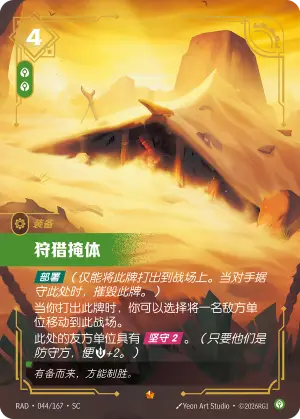 4
装备
狩猎掩体
部署（仅能将此牌打出到战场上。当对手据
守此处时，摧毁此牌。）
当你打出此牌时，你可以选择将一名敌方单
位移动到此战场。
此处的友方单位具有 坚守 2 。（只要他们是
防守方，便+2。）
有备而来，方能制胜。
RAD • 044/167 • SC
Yeon Art Studio ©2026RGI